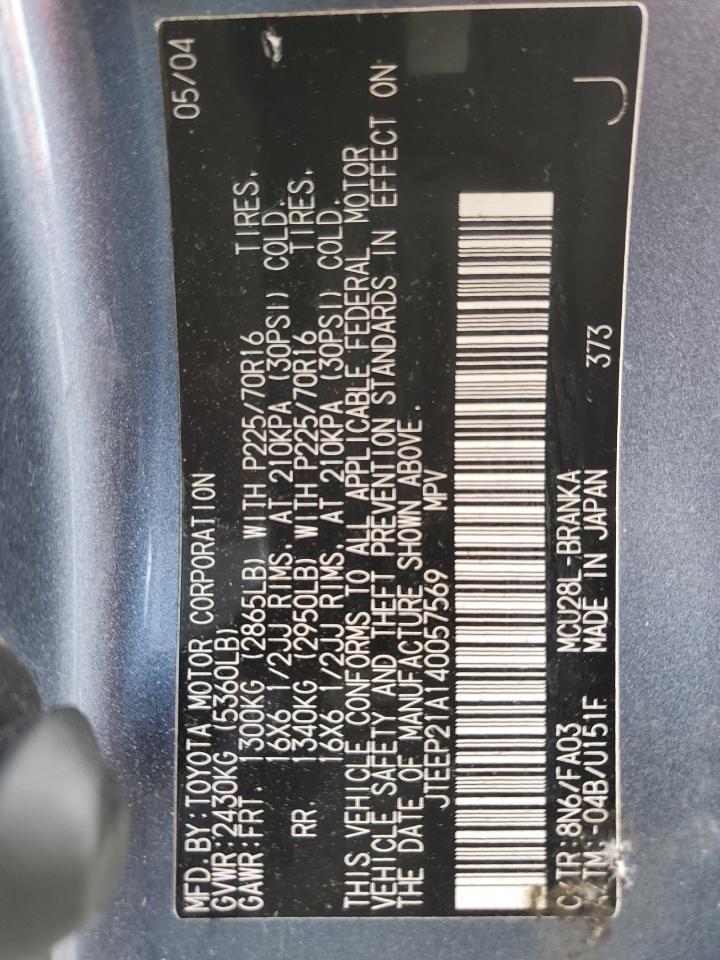 MFD.BY:TOYOTA MOTOR CORPORATION 05/04
GVWR:2430KG (5360LB)
GAWR:FRT. 1300KG (2865LB) WITH P225/70R16 TIRES,
16X6 1/2JJ RIMS, AT 210KPA (30PSI) COLD.
RR. 1340KG (2950LB) WITH P225/70R16 TIRES,
16X6 1/2JJ RIMS, AT 210KPA (30PSI) COLD.
THIS VEHICLE CONFORMS TO ALL APPLICABLE FEDERAL MOTOR
VEHICLE SAFETY AND THEFT PREVENTION STANDARDS IN EFFECT ON
THE DATE OF MANUFACTURE SHOWN ABOVE.
JTEEP21A140057569 MPV
C/TR:8N6/FA03 MCU28L-BRANKA 373
A/TM:-04B/U151F MADE IN JAPAN
J